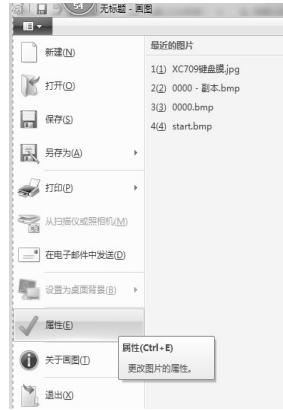 54
无标题 - 画图
最近的图片
新建(N)
1(1) XC709键盘膜.jpg
打开(O)
2(2) 0000 - 副本.bmp
3(3) 0000.bmp
保存(S)
4(4) start.bmp
另存为(A)
打印(P)
从扫描仪或照相机(M)
在电子邮件中发送(D)
设置为桌面背景(B)
属性(E)
属性(Ctrl+E)
关于画图(T)
更改图片的属性。
退出(X)